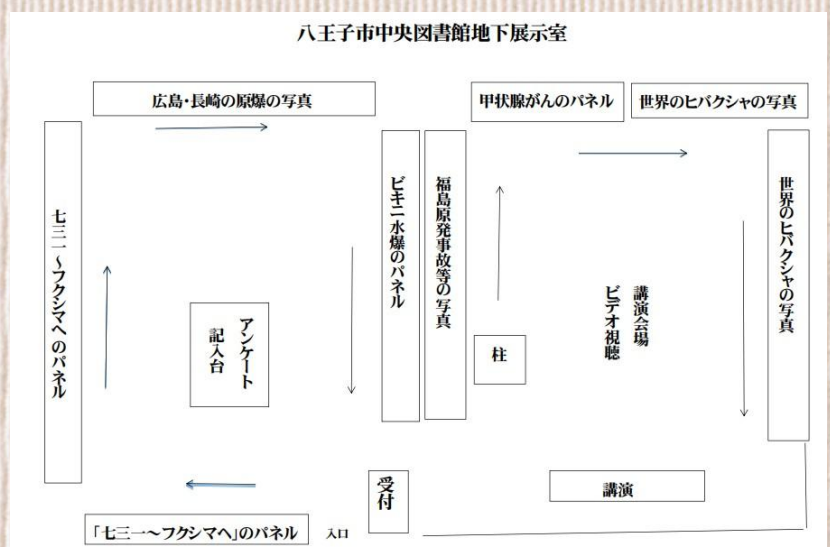 八王子市中央図書館地下展示室
広島・長崎の原爆の写真
甲状腺がんのパネル
世界のヒバクシャの写真
七三一～フクシマへのパネル
ビキニ水爆のパネル
福島原発事故等の写真
世界のヒバクシャの写真
アンケート
記入台
柱
講演会場
ビデオ視聴
受付
講演
「七三一～フクシマへ」のパネル
入口